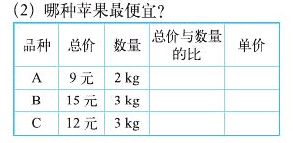 (2) 哪种苹果最便宜?
品种 总价 数量 总价与数量的比 单价
A 9元 2 kg
B 15元 3 kg
C 12元 3 kg